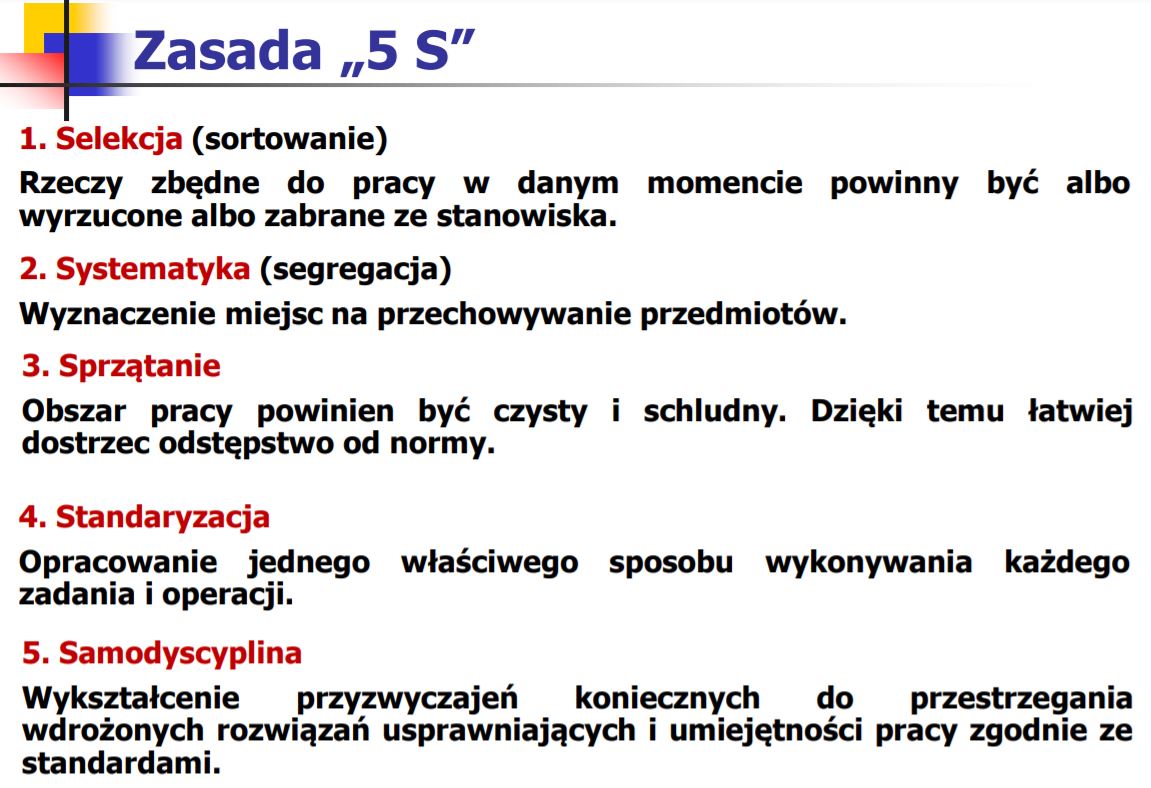 Zasada „5 S”
1. Selekcja (sortowanie)
Rzeczy zbędne do pracy w danym momencie powinny być albo
wyrzucone albo zabrane ze stanowiska.
2. Systematyka (segregacja)
Wyznaczenie miejsc na przechowywanie przedmiotów.
3. Sprzątanie
Obszar pracy powinien być czysty i schludny. Dzięki temu łatwiej
dostrzec odstępstwo od normy.
4. Standaryzacja
Opracowanie jednego właściwego sposobu wykonywania każdego
zadania i operacji.
5. Samodyscyplina
Wykształcenie przyzwyczajeń koniecznych do przestrzegania
wdrożonych rozwiązań usprawniających i umiejętności pracy zgodnie ze
standardami.